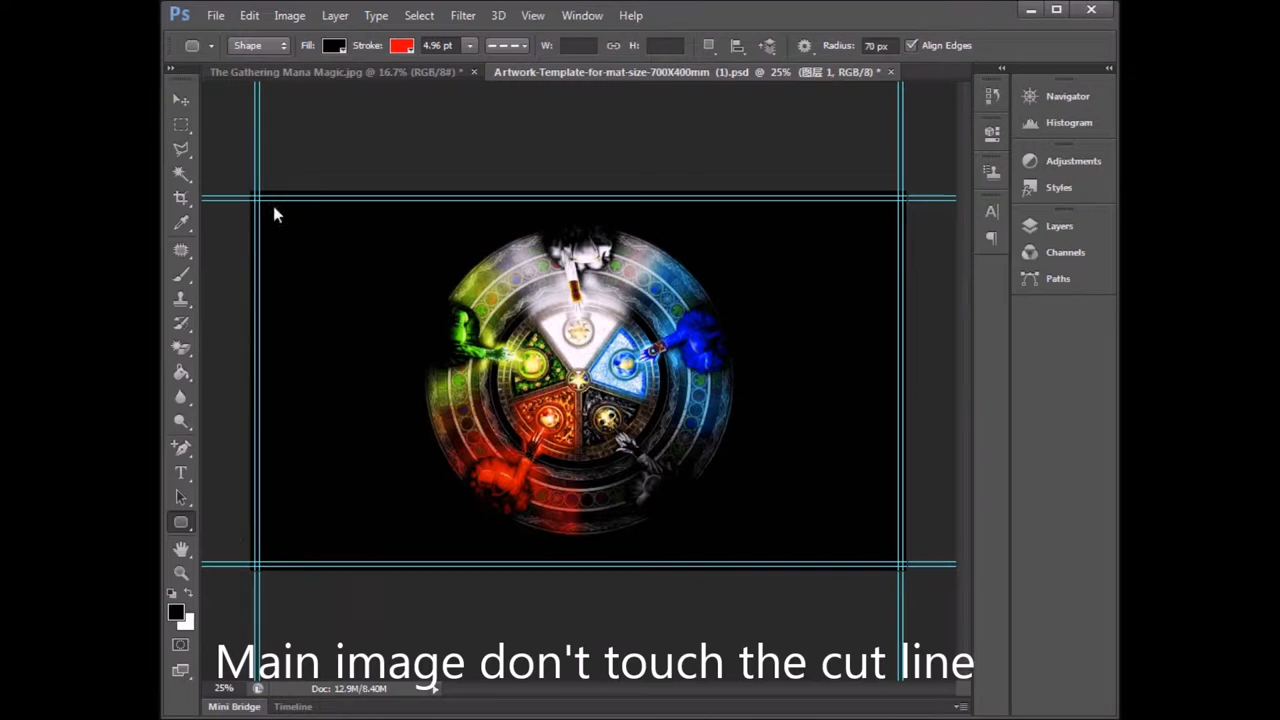 Ps File Edit Image Layer Type Select Filter 3D View Window Help
Shape Fill: Stroke: 4.96 pt W: H: Radius: 70 px Align Edges
The Gathering Mana Magic.jpg @ 16.7% (RGB/8#) * Artwork-Template-for-mat-size-700X400mm (1).psd @ 25% (图层 1, RGB/8) *
Navigator
Histogram
Adjustments
Styles
Layers
Channels
Paths
Main image don't touch the cut line
25% Doc: 12.9M/8.40M
Mini Bridge Timeline